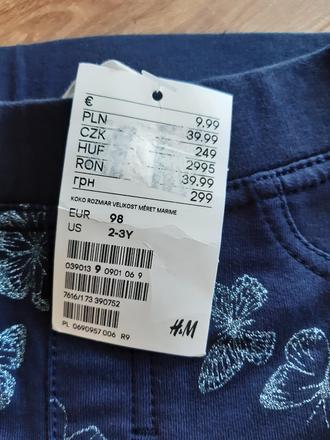 € 9.99
PLN 39.99
CZK 249
HUF 2995
RON 39.99
грн 299
KOKO ROZMIAR VELIKOST MÉRET MARIME
EUR 98
US 2-3Y
039013 9 0901 06 9
7616/173 390752
H&M
PL 0690957 006 R9